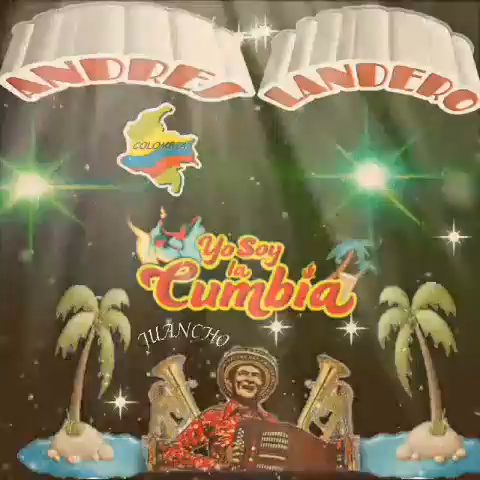 ANDRES LANDERO
COLOMBIA
Yo Soy
la
Cumbia
JUANCHO